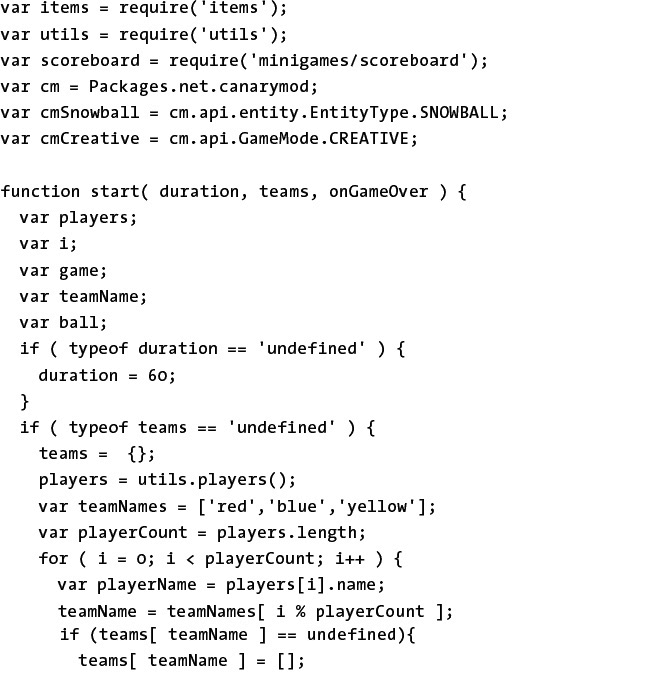 var items = require('items');
var utils = require('utils');
var scoreboard = require('minigames/scoreboard');
var cm = Packages.net.canarymod;
var cmSnowball = cm.api.entity.EntityType.SNOWBALL;
var cmCreative = cm.api.GameMode.CREATIVE;

function start( duration, teams, onGameOver ) {
  var players;
  var i;
  var game;
  var teamName;
  var ball;
  if ( typeof duration == 'undefined' ) {
    duration = 60;
  }
  if ( typeof teams == 'undefined' ) {
    teams =  {};
    players = utils.players();
    var teamNames = ['red','blue','yellow'];
    var playerCount = players.length;
    for ( i = 0; i < playerCount; i++ ) {
      var playerName = players[i].name;
      teamName = teamNames[ i % playerCount ];
      if (teams[ teamName ] == undefined){
        teams[ teamName ] = [];